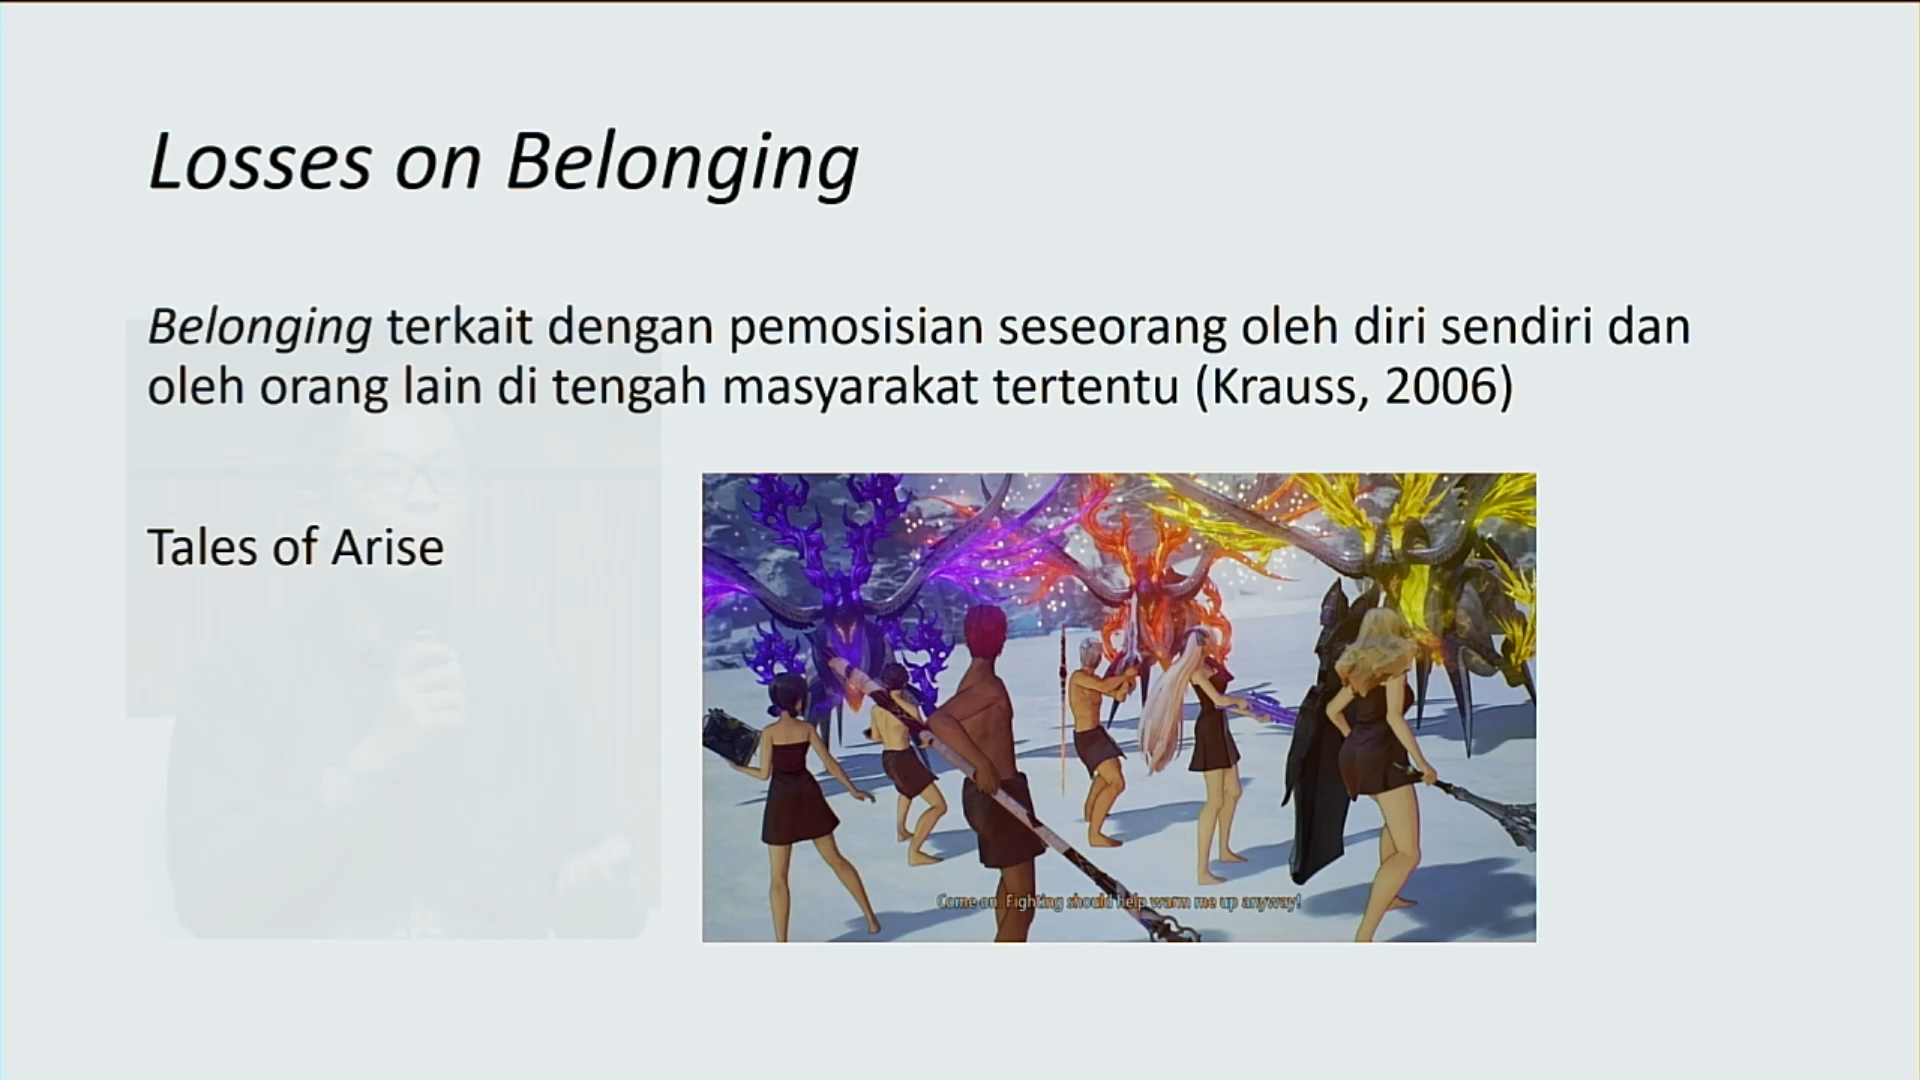 Losses on Belonging
Belonging terkait dengan pemosisian seseorang oleh diri sendiri dan
oleh orang lain di tengah masyarakat tertentu (Krauss, 2006)
Tales of Arise
Come on. Fighting should help warm me up anyway!